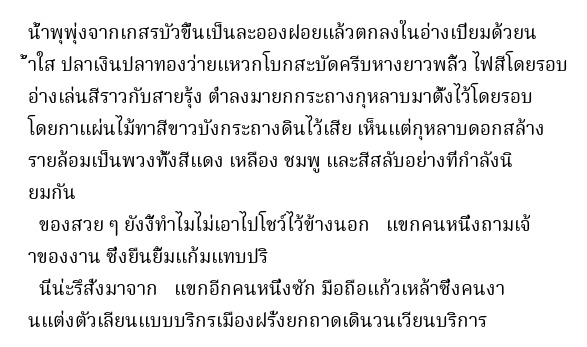 น้ำพุพุ่งจากเกสรบัวขึ้นเป็นละอองฝอยแล้วตกลงในอ่างเปี่ยมด้วยน
้ำใส ปลาเงินปลาทองว่ายแหวกโบกสะบัดครีบหางยาวพลิ้ว ไฟสีโดยรอบ
อ่างเล่นสีราวกับสายรุ้ง ตำลงมายกกระถางกุหลาบมาตั้งไว้โดยรอบ
โดยกาแผ่นไม้ทาสีขาวบังกระถางดินไว้เสีย เห็นแต่กุหลาบดอกสล้าง
รายล้อมเป็นพวงทั้งสีแดง เหลือง ชมพู และสีสลับอย่างที่กำลังนิ
ยมกัน
ของสวย ๆ ยังงี้ทำไมไม่เอาไปโชว์ไว้ข้างนอก แขกคนหนึ่งถามเจ้
าของงาน ซึ่งยืนยิ้มแก้มแทบปริ
นี่น่ะรึสั่งมาจาก แขกอีกคนหนึ่งซัก มือถือแก้วเหล้าซึ่งคนงา
นแต่งตัวเลียนแบบบริกรเมืองฝรั่งยกถาดเดินวนเวียนบริการ